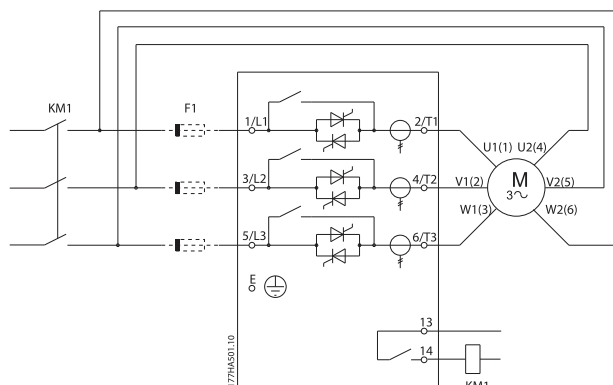 KM1
F1
1/L1
2/T1
U1(1) U2(4)
3/L2
4/T2
V1(2)
M
3
V2(5)
W1(3)
W2(6)
5/L3
6/T3
E
13
14
KM1
77HA501.10